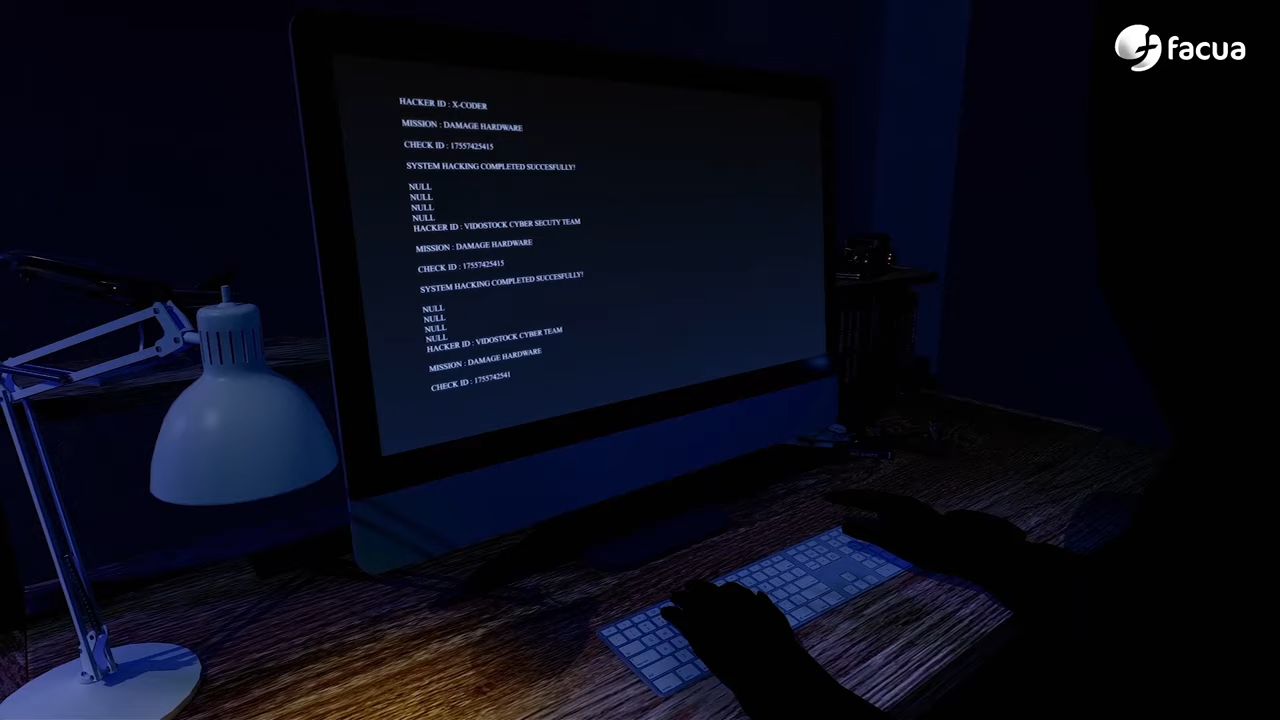 facua
HACKER ID : X-CODER
MISSION : DAMAGE HARDWARE
CHECK ID : 17557425415
SYSTEM HACKING COMPLETED SUCCESFULLY!
NULL
NULL
NULL
NULL
HACKER ID : VIDOSTOCK CYBER SECUTY TEAM
MISSION : DAMAGE HARDWARE
CHECK ID : 17557425415
SYSTEM HACKING COMPLETED SUCCESFULLY!
NULL
NULL
NULL
NULL
HACKER ID : VIDOSTOCK CYBER TEAM
MISSION : DAMAGE HARDWARE
CHECK ID : 1755742541